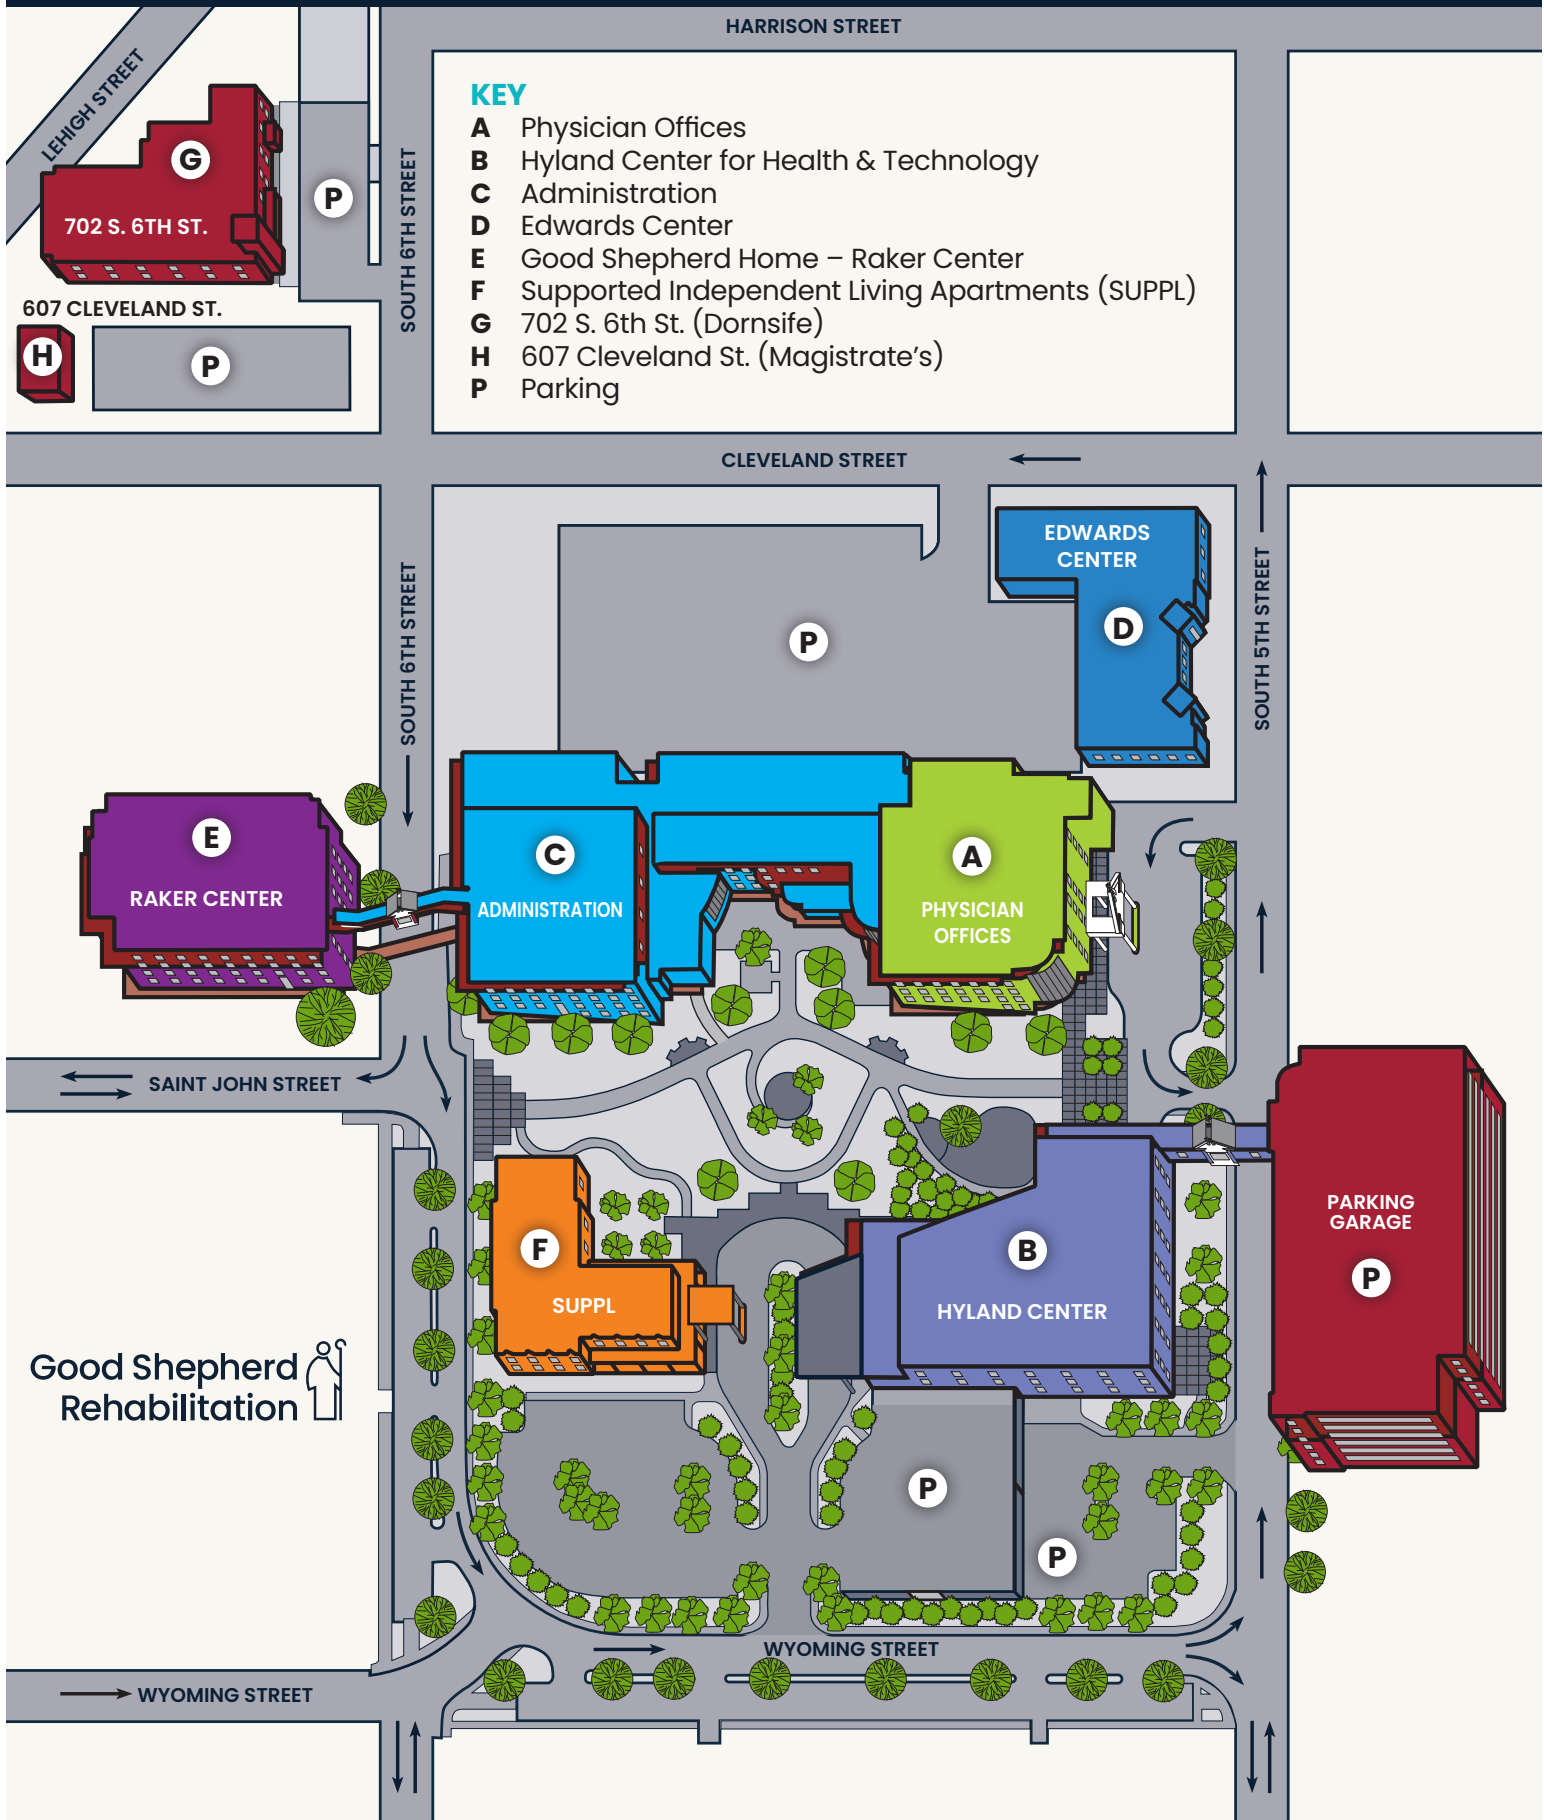 HARRISON STREET
LEHIGH STREET
G
702 S. 6TH ST.
P
SOUTH 6TH STREET
KEY
A Physician Offices
B Hyland Center for Health & Technology
C Administration
D Edwards Center
E Good Shepherd Home – Raker Center
F Supported Independent Living Apartments (SUPPL)
G 702 S. 6th St. (Dornsife)
H 607 Cleveland St. (Magistrate's)
P Parking
607 CLEVELAND ST.
H
P
CLEVELAND STREET
EDWARDS
CENTER
D
P
SOUTH 6TH STREET
SOUTH 5TH STREET
E
RAKER CENTER
C
ADMINISTRATION
A
PHYSICIAN
OFFICES
SAINT JOHN STREET
PARKING
GARAGE
P
F
SUPPL
B
HYLAND CENTER
Good Shepherd
Rehabilitation
P
P
WYOMING STREET
WYOMING STREET